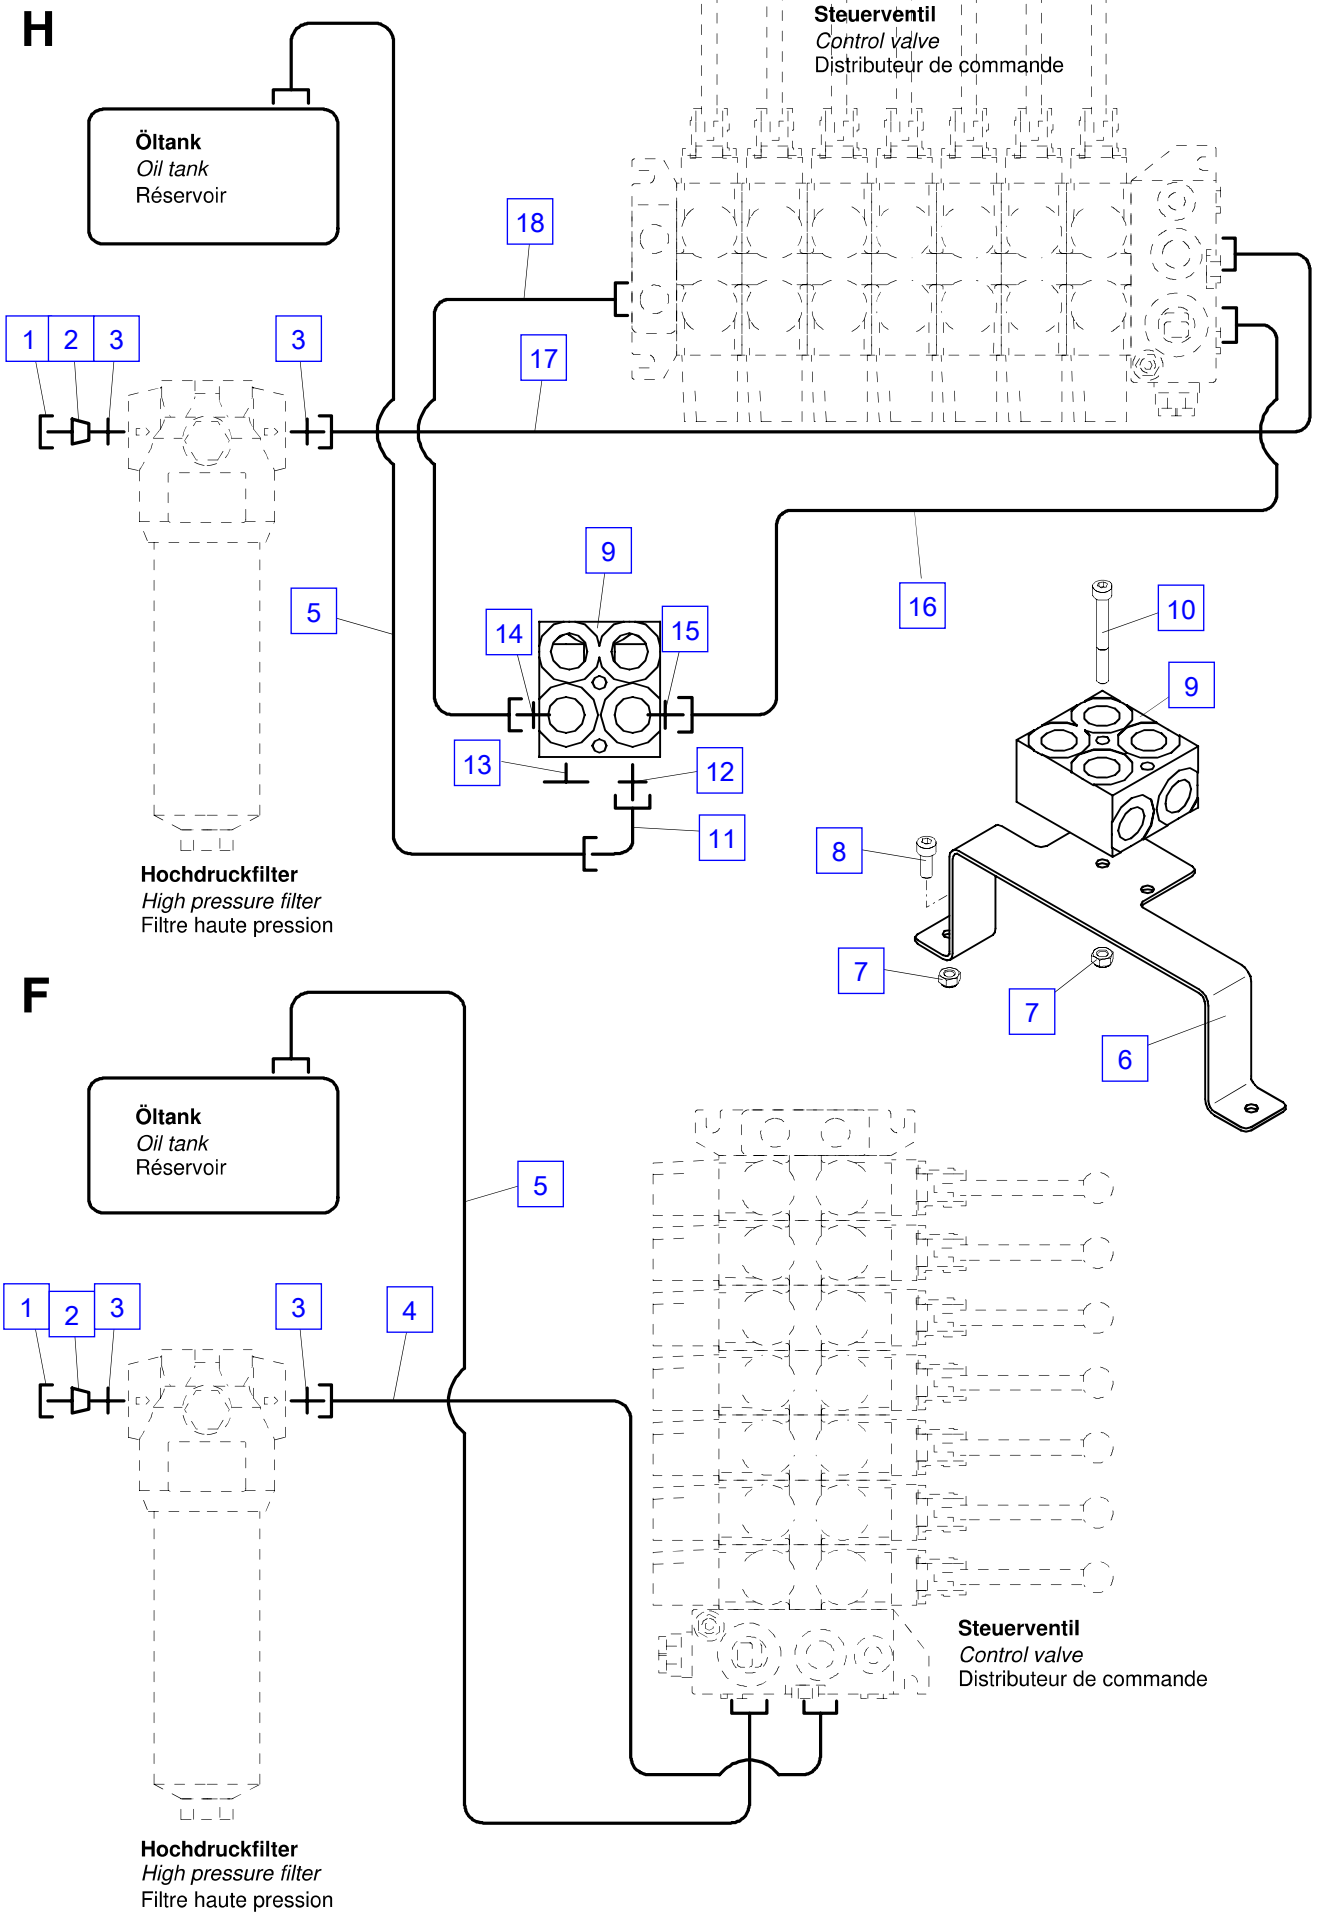 H
Steuerventil
Control valve
Distributeur de commande
Öltank
Oil tank
Réservoir
18
1
2
3
3
17
9
5
16
10
14
15
9
13
12
11
8
Hochdruckfilter
High pressure filter
Filtre haute pression
7
7
6
F
Öltank
Oil tank
Réservoir
5
1
2
3
3
4
Steuerventil
Control valve
Distributeur de commande
Hochdruckfilter
High pressure filter
Filtre haute pression